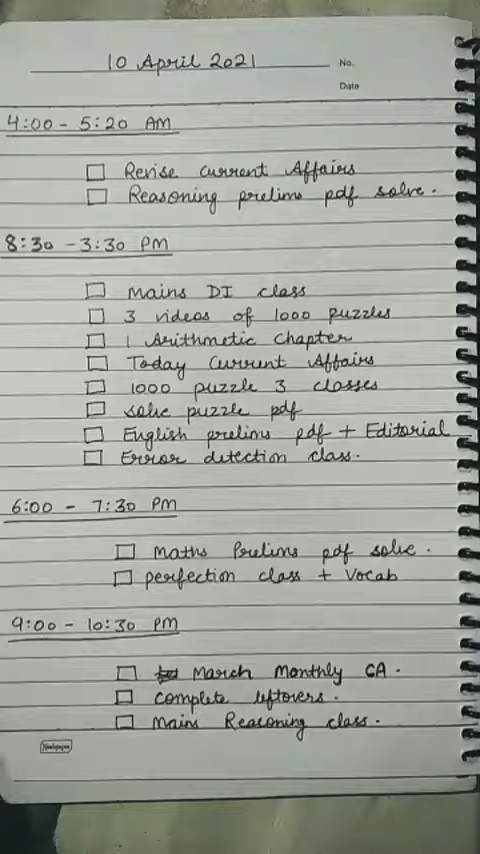 10 April 2021
No.
Date
4:00 - 5:20 AM
Revise Current Affairs
Reasoning prelims pdf solve.
8:30 - 3:30 PM
Mains DI class
3 videos of 1000 puzzles
1 Arithmetic Chapter
Today Current Affairs
1000 puzzle 3 classes
solve puzzle pdf
English prelims pdf + Editorial
Error detection class.
6:00 - 7:30 PM
Maths Prelims pdf solve.
perfection class + Vocab
9:00 - 10:30 PM
March Monthly CA.
complete leftovers.
Mains Reasoning class.